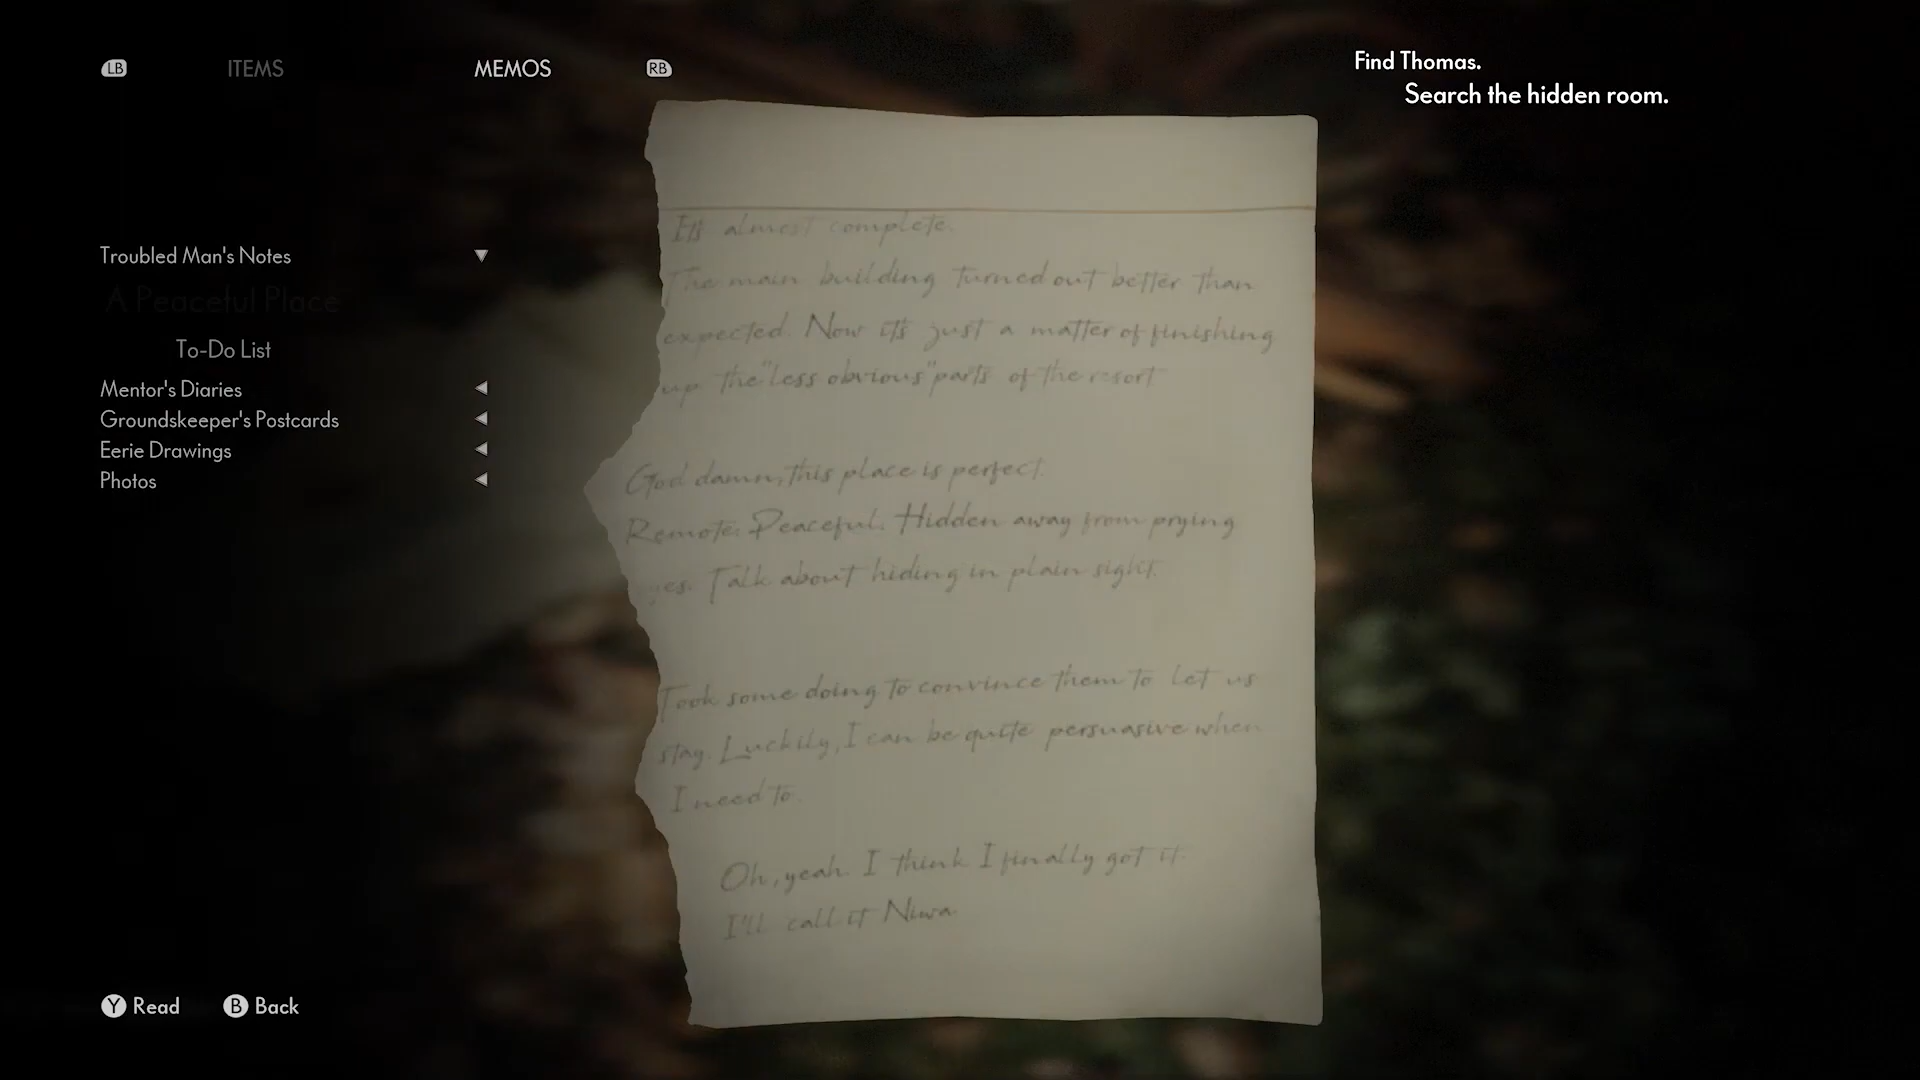 LB
ITEMS
MEMOS
RB
Find Thomas.
Search the hidden room.
Troubled Man's Notes
A Peaceful Place
To-Do List
Mentor's Diaries
Groundskeeper's Postcards
Eerie Drawings
Photos
It's almost complete.
The main building turned out better than
expected. Now it's just a matter of finishing
up the "less obvious" parts of the resort
God damn, this place is perfect.
Remote. Peaceful. Hidden away from prying
yes. Talk about hiding in plain sight.
Took some doing to convince them to let us
stay. Luckily, I can be quite persuasive when
I need to.
Oh, yeah. I think I finally got it.
I'll call it Niwa
Y Read
B Back